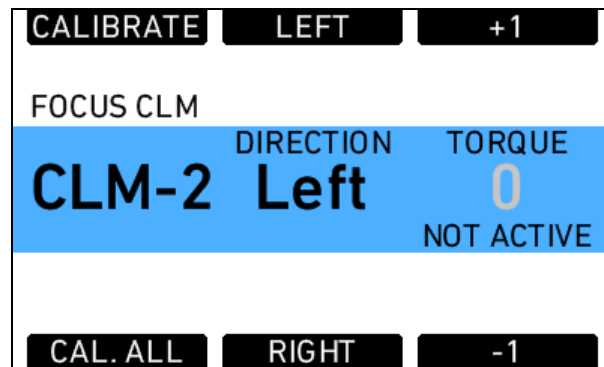 CALIBRATE LEFT +1
FOCUS CLM
DIRECTION TORQUE
CLM-2 Left 0
NOT ACTIVE
CAL. ALL RIGHT -1